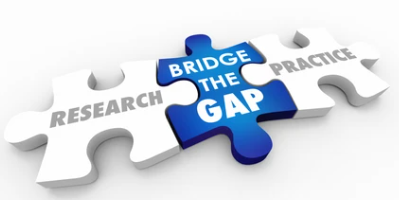 RESEARCH
BRIDGE
THE
GAP
PRACTICE